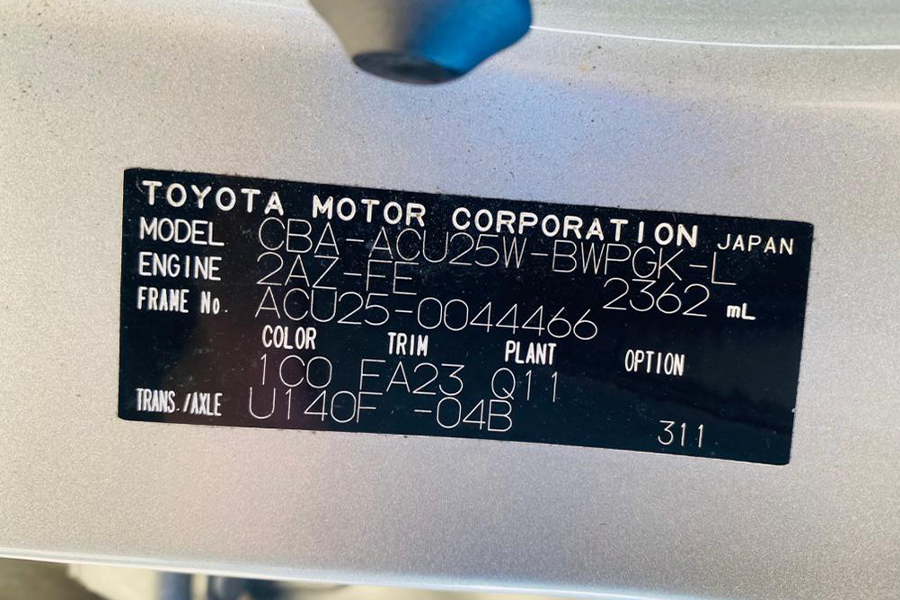 TOYOTA MOTOR CORPORATION JAPAN
MODEL CBA-ACU25W-BWPGK-L
ENGINE 2AZ-FE 2362 mL
FRAME No. ACU25-0044466
COLOR TRIM PLANT OPTION
1C0 FA23 Q11
TRANS./AXLE U140F -04B 311